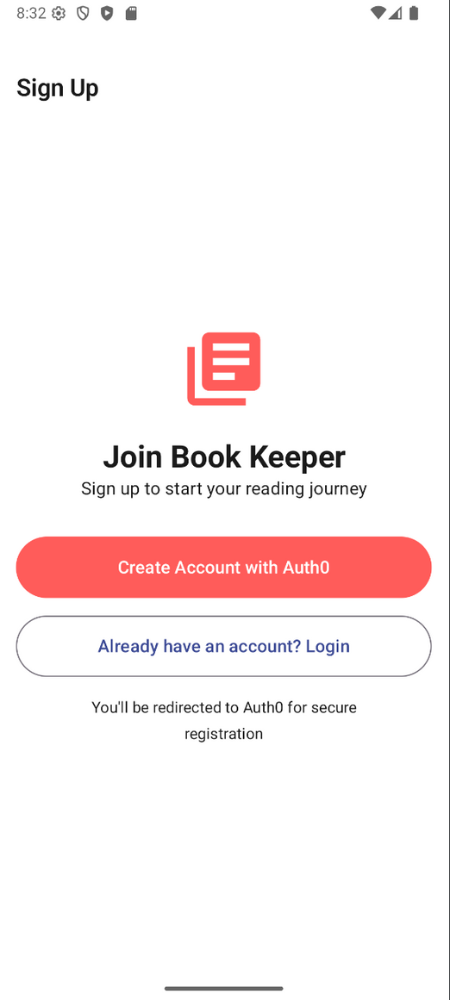 8:32
Sign Up
Join Book Keeper
Sign up to start your reading journey
Create Account with Auth0
Already have an account? Login
You'll be redirected to Auth0 for secure
registration